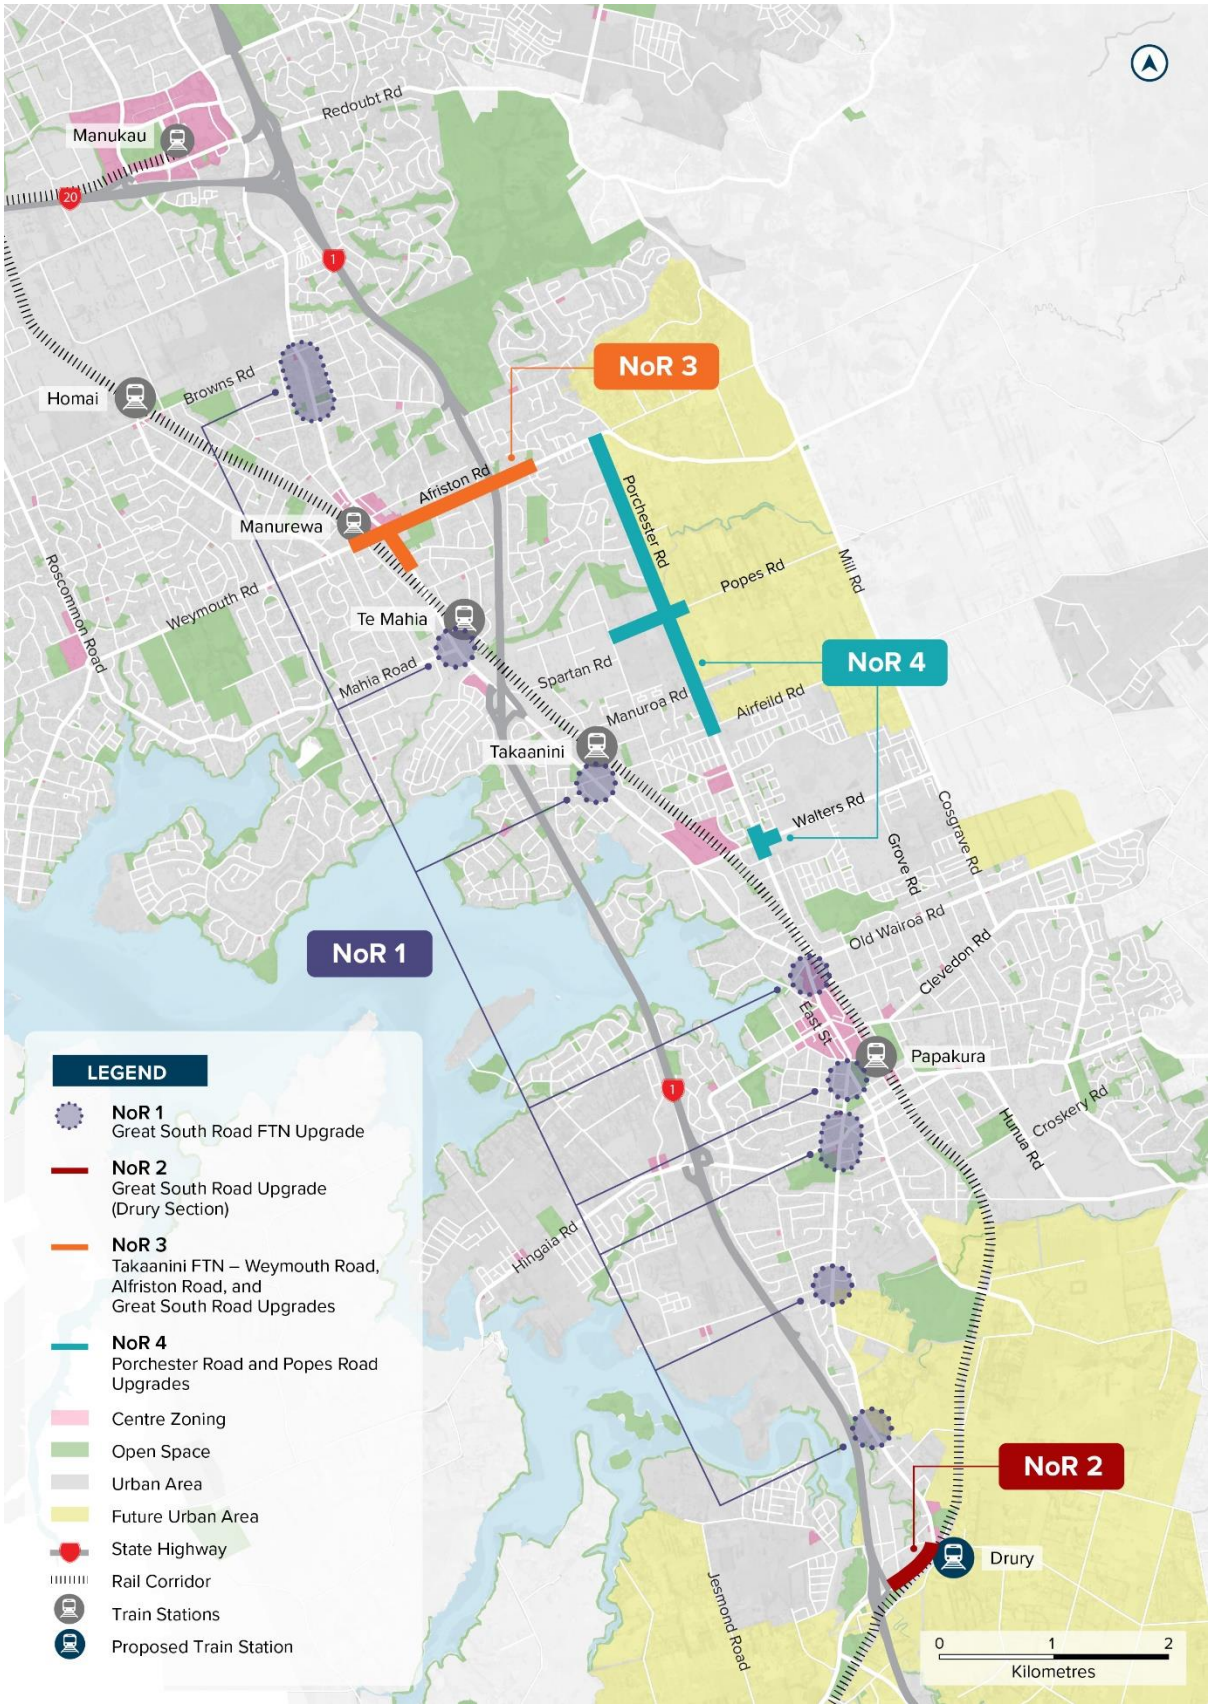 Redoubt Rd
Manukau
20
1
NoR 3
Browns Rd
Homai
Afriston Rd
Manurewa
Porchester Rd
Roscommon Road
Weymouth Rd
Popes Rd
Mill Rd
Te Mahia
NoR 4
Mahia Road
Spartan Rd
Manuroa Rd
Airfeild Rd
Takaanini
Walters Rd
Cosgrave Rd
Grove Rd
Old Wairoa Rd
Clevedon Rd
NoR 1
East St
Papakura
1
Croskery Rd
Hunua Rd
Hingaia Rd
NoR 2
Drury
Jesmond Road
LEGEND
NoR 1
Great South Road FTN Upgrade
NoR 2
Great South Road Upgrade
(Drury Section)
NoR 3
Takaanini FTN – Weymouth Road,
Alfriston Road, and
Great South Road Upgrades
NoR 4
Porchester Road and Popes Road
Upgrades
Centre Zoning
Open Space
Urban Area
Future Urban Area
State Highway
Rail Corridor
Train Stations
Proposed Train Station
0 1 2
Kilometres